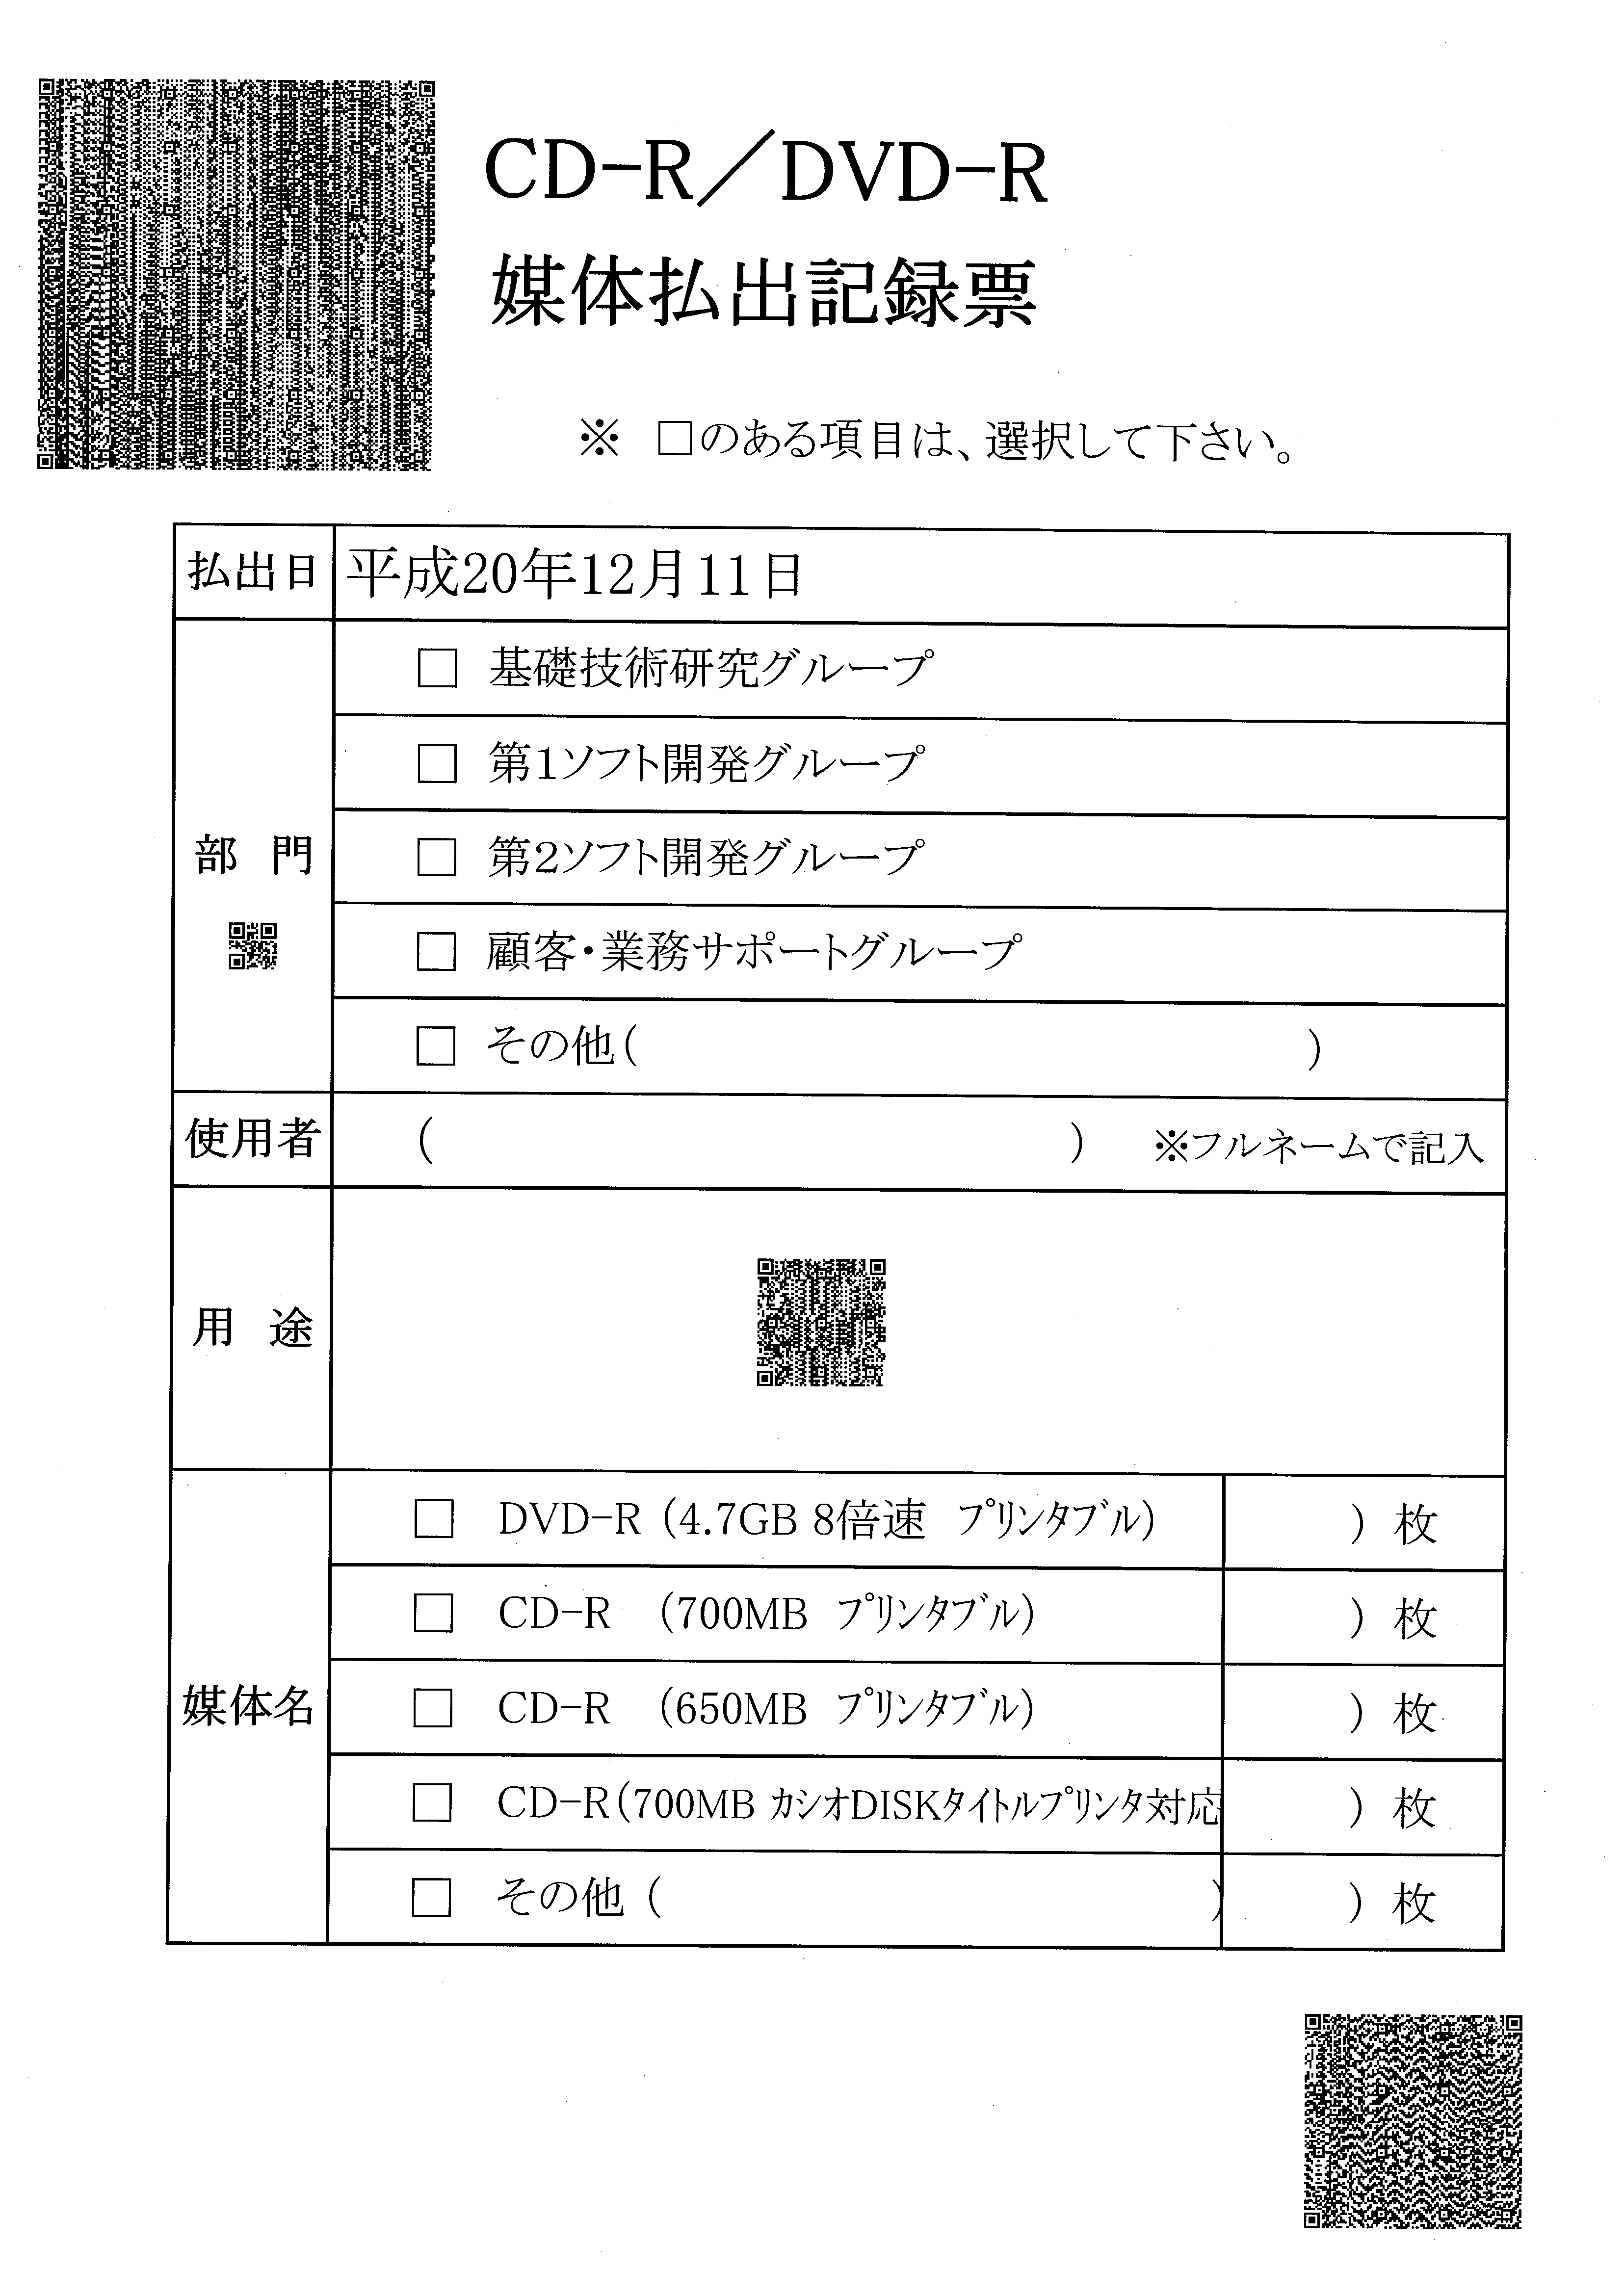 CD-R／DVD-R
媒体払出記録票
※ □のある項目は、選択して下さい。
払出日 平成20年12月11日
部 門
□ 基礎技術研究グループ
□ 第1ソフト開発グループ
□ 第2ソフト開発グループ
□ 顧客・業務サポートグループ
□ その他( )
使用者 ( ) ※フルネームで記入
用 途
媒体名
□ DVD-R (4.7GB 8倍速 プリンタブル) ) 枚
□ CD-R (700MB プリンタブル) ) 枚
□ CD-R (650MB プリンタブル) ) 枚
□ CD-R(700MB カシオDISKタイトルプリンタ対応 ) 枚
□ その他 ( ) ) 枚